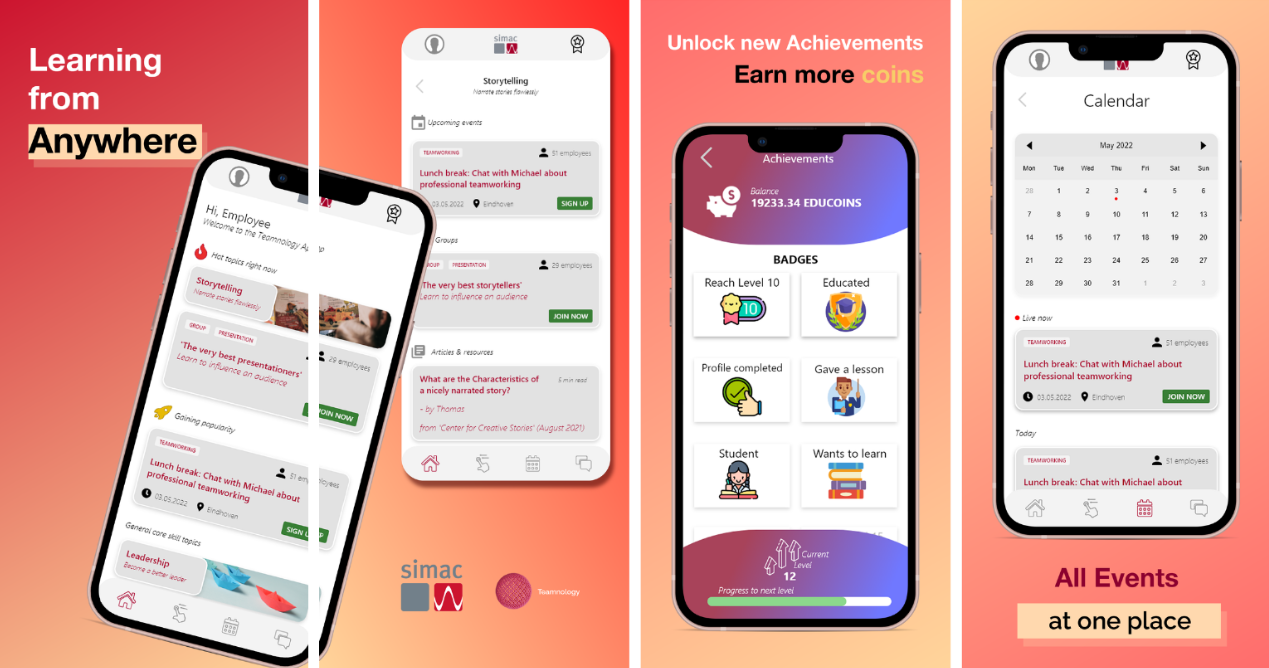 Learning
from
Anywhere
Hi, Employee
Welcome to the Teamnology
Hot topics right now
Storytelling
Narrate stories flawlessly
GROUP
PRESENTATION
29 employees
'The very best presentationers'
Learn to influence an audience
JOIN NOW
Gaining popularity
TEAMWORKING
51 employees
Lunch break: Chat with Michael about
professional teamworking
03.05.2022
Eindhoven
SIGN UP
General core skill topics
Leadership
Become a better leader
simac
Storytelling
Narrate stories flawlessly
Upcoming events
TEAMWORKING
51 employees
Lunch break: Chat with Michael about
professional teamworking
03.05.2022
Eindhoven
SIGN UP
Groups
PRESENTATION
29 employees
'The very best storytellers'
Learn to influence an audience
JOIN NOW
Articles & resources
What are the Characteristics of
a nicely narrated story?
5 min read
- by Thomas
from 'Center for Creative Stories' (August 2021)
simac
Teamnology
Unlock new Achievements
Earn more coins
Achievements
Balance
19233.34 EDUCOINS
BADGES
Reach Level 10
10
Educated
Profile completed
Gave a lesson
Student
Wants to learn
Current
Level
12
Progress to next level
Calendar
May 2022
Mon Tue Wed Thu Fri Sat Sun
28 1 2 3 4 5 6
7 8 9 10 11 12 13
14 15 16 17 18 19 20
21 22 23 24 25 26 27
28 29 30 31 1 2 3
Live now
TEAMWORKING
51 employees
Lunch break: Chat with Michael about
professional teamworking
03.05.2022
Eindhoven
JOIN NOW
Today
TEAMWORKING
51 employees
Lunch break: Chat with Michael about
All Events
at one place